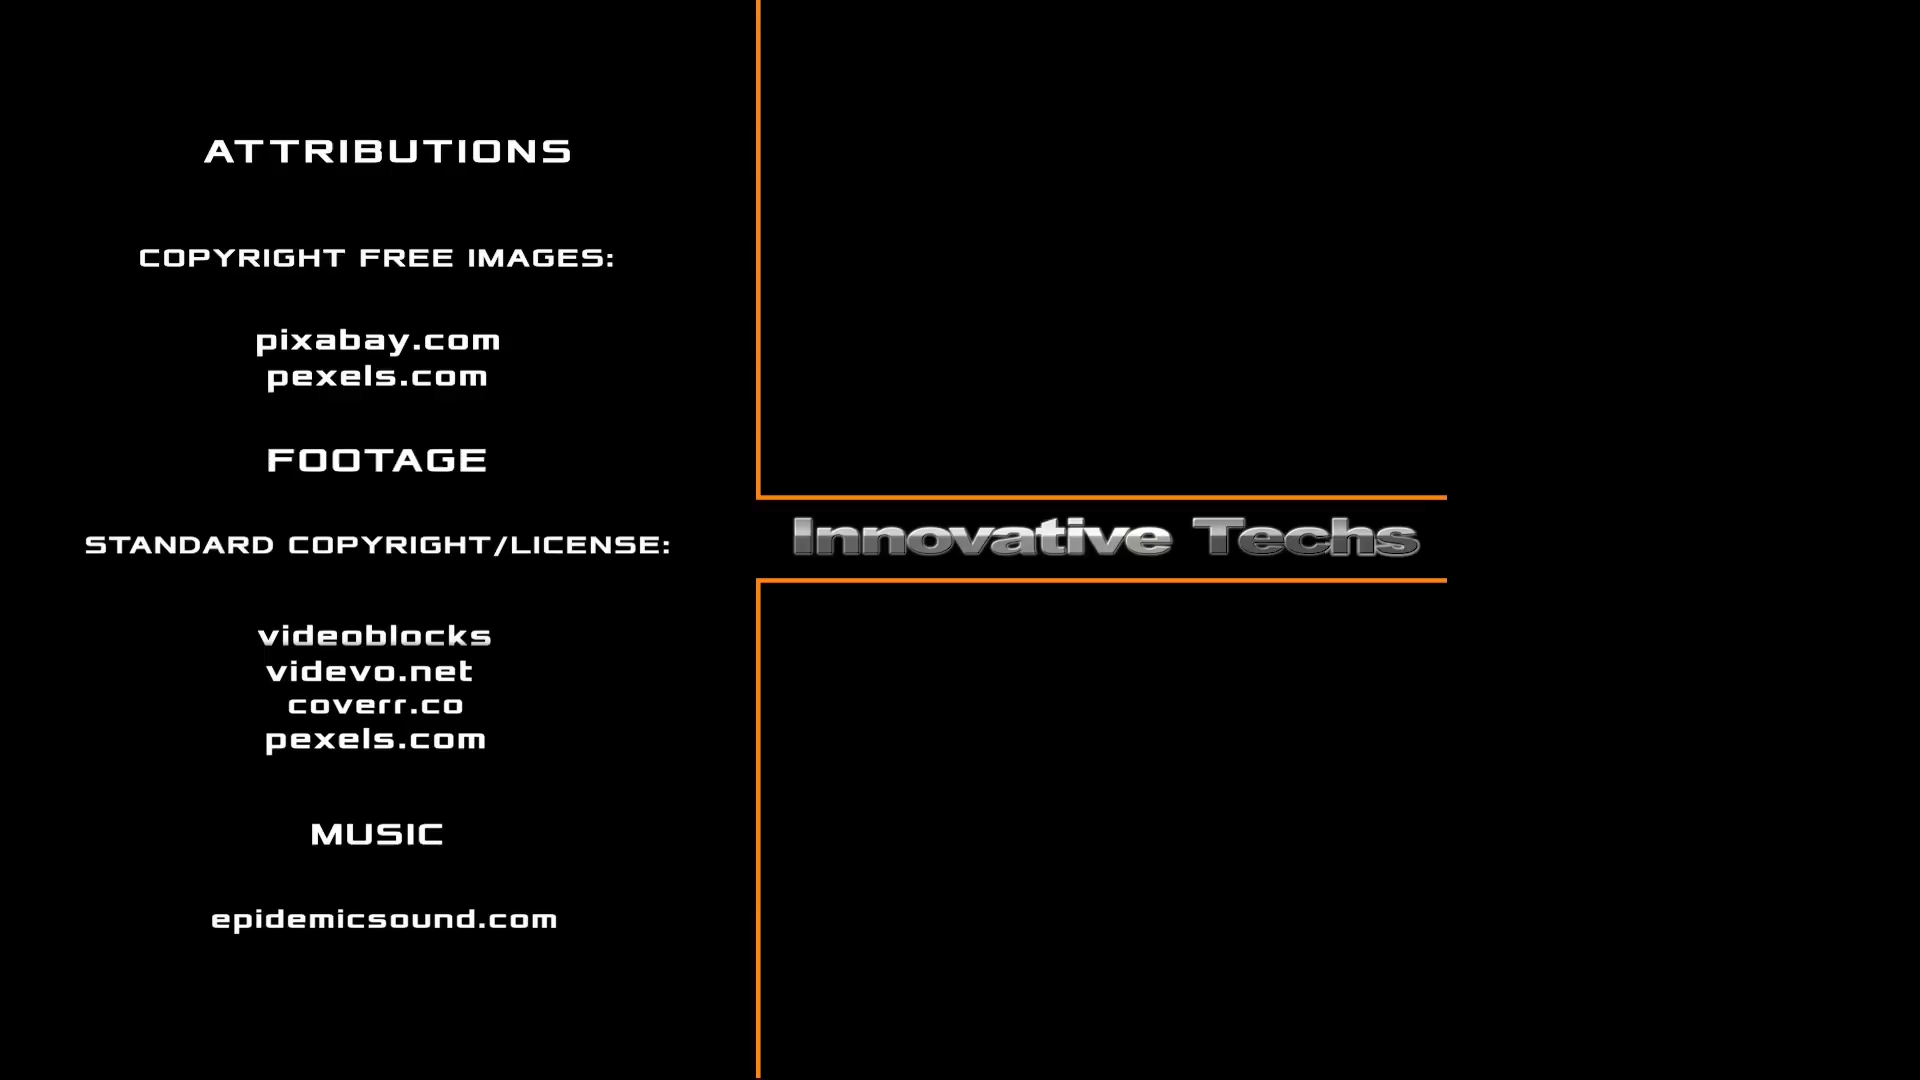 ATTRIBUTIONS
COPYRIGHT FREE IMAGES:
pixabay.com
pexels.com
FOOTAGE
STANDARD COPYRIGHT/LICENSE:
videoblocks
videvo.net
coverr.co
pexels.com
MUSIC
epidemicsound.com
Innovative Techs